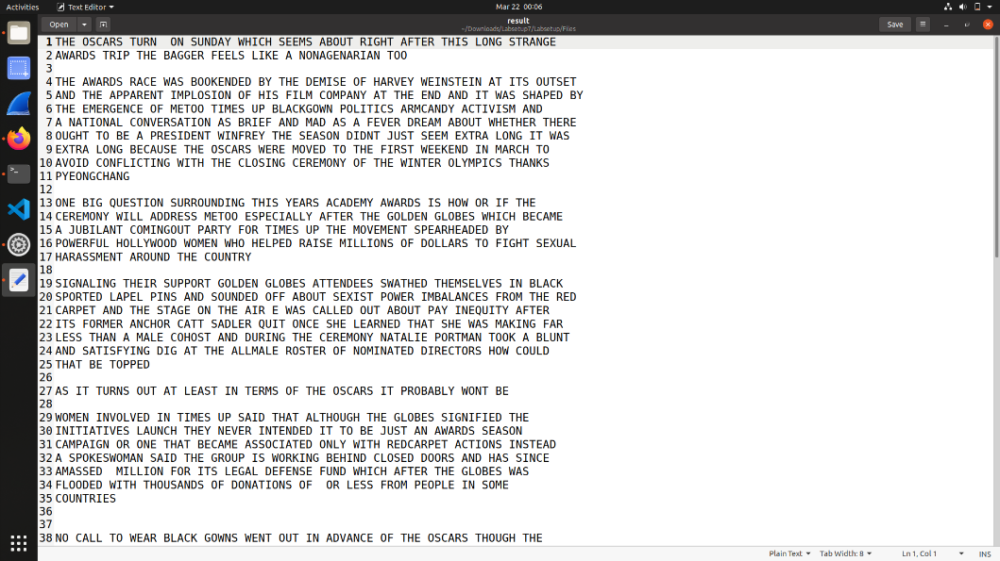 Activities
Text Editor
Mar 22 00:06
Open
result
~/Downloads/Labsetup7/Labsetup/Files
Save
1 THE OSCARS TURN  ON SUNDAY WHICH SEEMS ABOUT RIGHT AFTER THIS LONG STRANGE
2 AWARDS TRIP THE BAGGER FEELS LIKE A NONAGENARIAN TOO
3
4 THE AWARDS RACE WAS BOOKENDED BY THE DEMISE OF HARVEY WEINSTEIN AT ITS OUTSET
5 AND THE APPARENT IMPLOSION OF HIS FILM COMPANY AT THE END AND IT WAS SHAPED BY
6 THE EMERGENCE OF METOO TIMES UP BLACKGOWN POLITICS ARMCANDY ACTIVISM AND
7 A NATIONAL CONVERSATION AS BRIEF AND MAD AS A FEVER DREAM ABOUT WHETHER THERE
8 OUGHT TO BE A PRESIDENT WINFREY THE SEASON DIDNT JUST SEEM EXTRA LONG IT WAS
9 EXTRA LONG BECAUSE THE OSCARS WERE MOVED TO THE FIRST WEEKEND IN MARCH TO
10 AVOID CONFLICTING WITH THE CLOSING CEREMONY OF THE WINTER OLYMPICS THANKS
11 PYEONGCHANG
12
13 ONE BIG QUESTION SURROUNDING THIS YEARS ACADEMY AWARDS IS HOW OR IF THE
14 CEREMONY WILL ADDRESS METOO ESPECIALLY AFTER THE GOLDEN GLOBES WHICH BECAME
15 A JUBILANT COMINGOUT PARTY FOR TIMES UP THE MOVEMENT SPEARHEADED BY
16 POWERFUL HOLLYWOOD WOMEN WHO HELPED RAISE MILLIONS OF DOLLARS TO FIGHT SEXUAL
17 HARASSMENT AROUND THE COUNTRY
18
19 SIGNALING THEIR SUPPORT GOLDEN GLOBES ATTENDEES SWATHED THEMSELVES IN BLACK
20 SPORTED LAPEL PINS AND SOUNDED OFF ABOUT SEXIST POWER IMBALANCES FROM THE RED
21 CARPET AND THE STAGE ON THE AIR E WAS CALLED OUT ABOUT PAY INEQUITY AFTER
22 ITS FORMER ANCHOR CATT SADLER QUIT ONCE SHE LEARNED THAT SHE WAS MAKING FAR
23 LESS THAN A MALE COHOST AND DURING THE CEREMONY NATALIE PORTMAN TOOK A BLUNT
24 AND SATISFYING DIG AT THE ALLMALE ROSTER OF NOMINATED DIRECTORS HOW COULD
25 THAT BE TOPPED
26
27 AS IT TURNS OUT AT LEAST IN TERMS OF THE OSCARS IT PROBABLY WONT BE
28
29 WOMEN INVOLVED IN TIMES UP SAID THAT ALTHOUGH THE GLOBES SIGNIFIED THE
30 INITIATIVES LAUNCH THEY NEVER INTENDED IT TO BE JUST AN AWARDS SEASON
31 CAMPAIGN OR ONE THAT BECAME ASSOCIATED ONLY WITH REDCARPET ACTIONS INSTEAD
32 A SPOKESWOMAN SAID THE GROUP IS WORKING BEHIND CLOSED DOORS AND HAS SINCE
33 AMASSED  MILLION FOR ITS LEGAL DEFENSE FUND WHICH AFTER THE GLOBES WAS
34 FLOODED WITH THOUSANDS OF DONATIONS OF  OR LESS FROM PEOPLE IN SOME
35 COUNTRIES
36
37
38 NO CALL TO WEAR BLACK GOWNS WENT OUT IN ADVANCE OF THE OSCARS THOUGH THE
Plain Text
Tab Width: 8
Ln 1, Col 1
INS